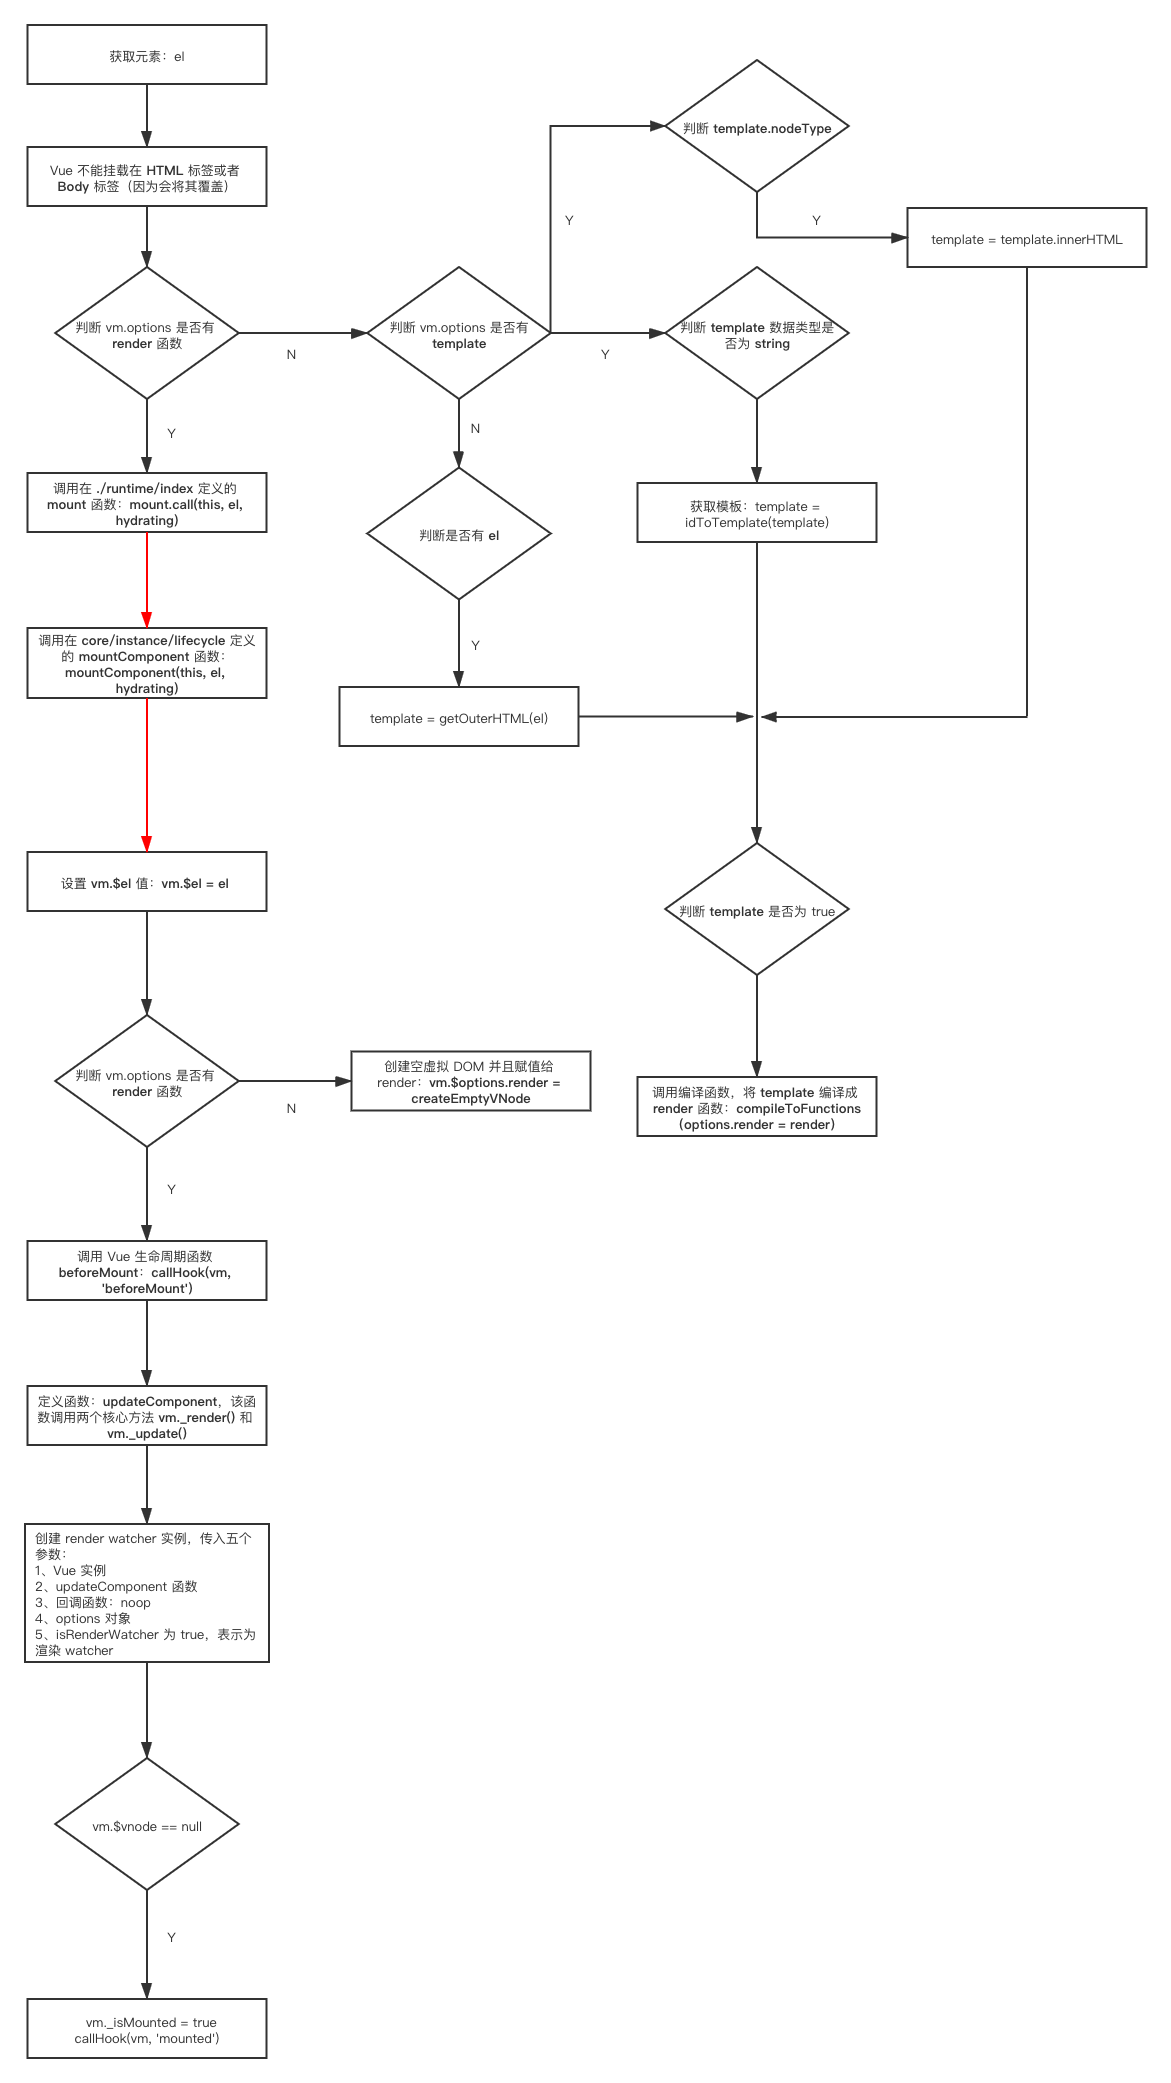 获取元素：el
Vue 不能挂载在 HTML 标签或者
Body 标签（因为会将其覆盖）
判断 vm.options 是否有
render 函数
N
Y
判断 vm.options 是否有
template
Y
Y
N
判断 template.nodeType
Y
template = template.innerHTML
判断 template 数据类型是
否为 string
获取模板：template =
idToTemplate(template)
判断是否有 el
Y
template = getOuterHTML(el)
判断 template 是否为 true
调用编译函数，将 template 编译成
render 函数：compileToFunctions
（options.render = render）
调用在 ./runtime/index 定义的
mount 函数：mount.call(this, el,
hydrating)
调用在 core/instance/lifecycle 定义
的 mountComponent 函数：
mountComponent(this, el,
hydrating)
设置 vm.$el 值：vm.$el = el
判断 vm.options 是否有
render 函数
N
创建空虚拟 DOM 并且赋值给
render：vm.$options.render =
createEmptyVNode
Y
调用 Vue 生命周期函数
beforeMount：callHook(vm,
'beforeMount')
定义函数：updateComponent，该函
数调用两个核心方法 vm._render() 和
vm._update()
创建 render watcher 实例，传入五个
参数：
1、Vue 实例
2、updateComponent 函数
3、回调函数：noop
4、options 对象
5、isRenderWatcher 为 true，表示为
渲染 watcher
vm.$vnode == null
Y
vm._isMounted = true
callHook(vm, 'mounted')